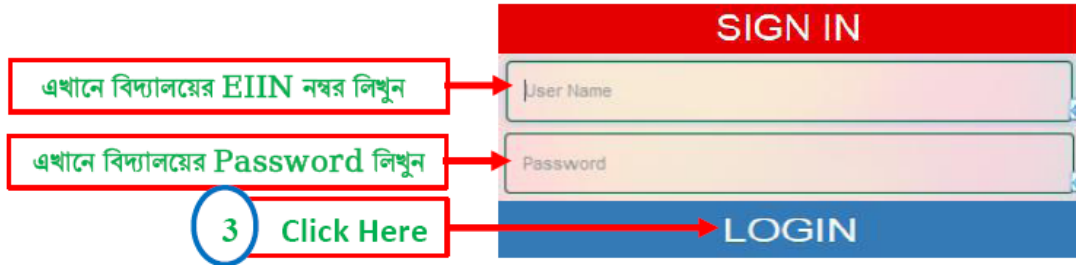 SIGN IN
এখানে বিদ্যালয়ের EIIN নম্বর লিখুন
User Name
এখানে বিদ্যালয়ের Password লিখুন
Password
3 Click Here
LOGIN